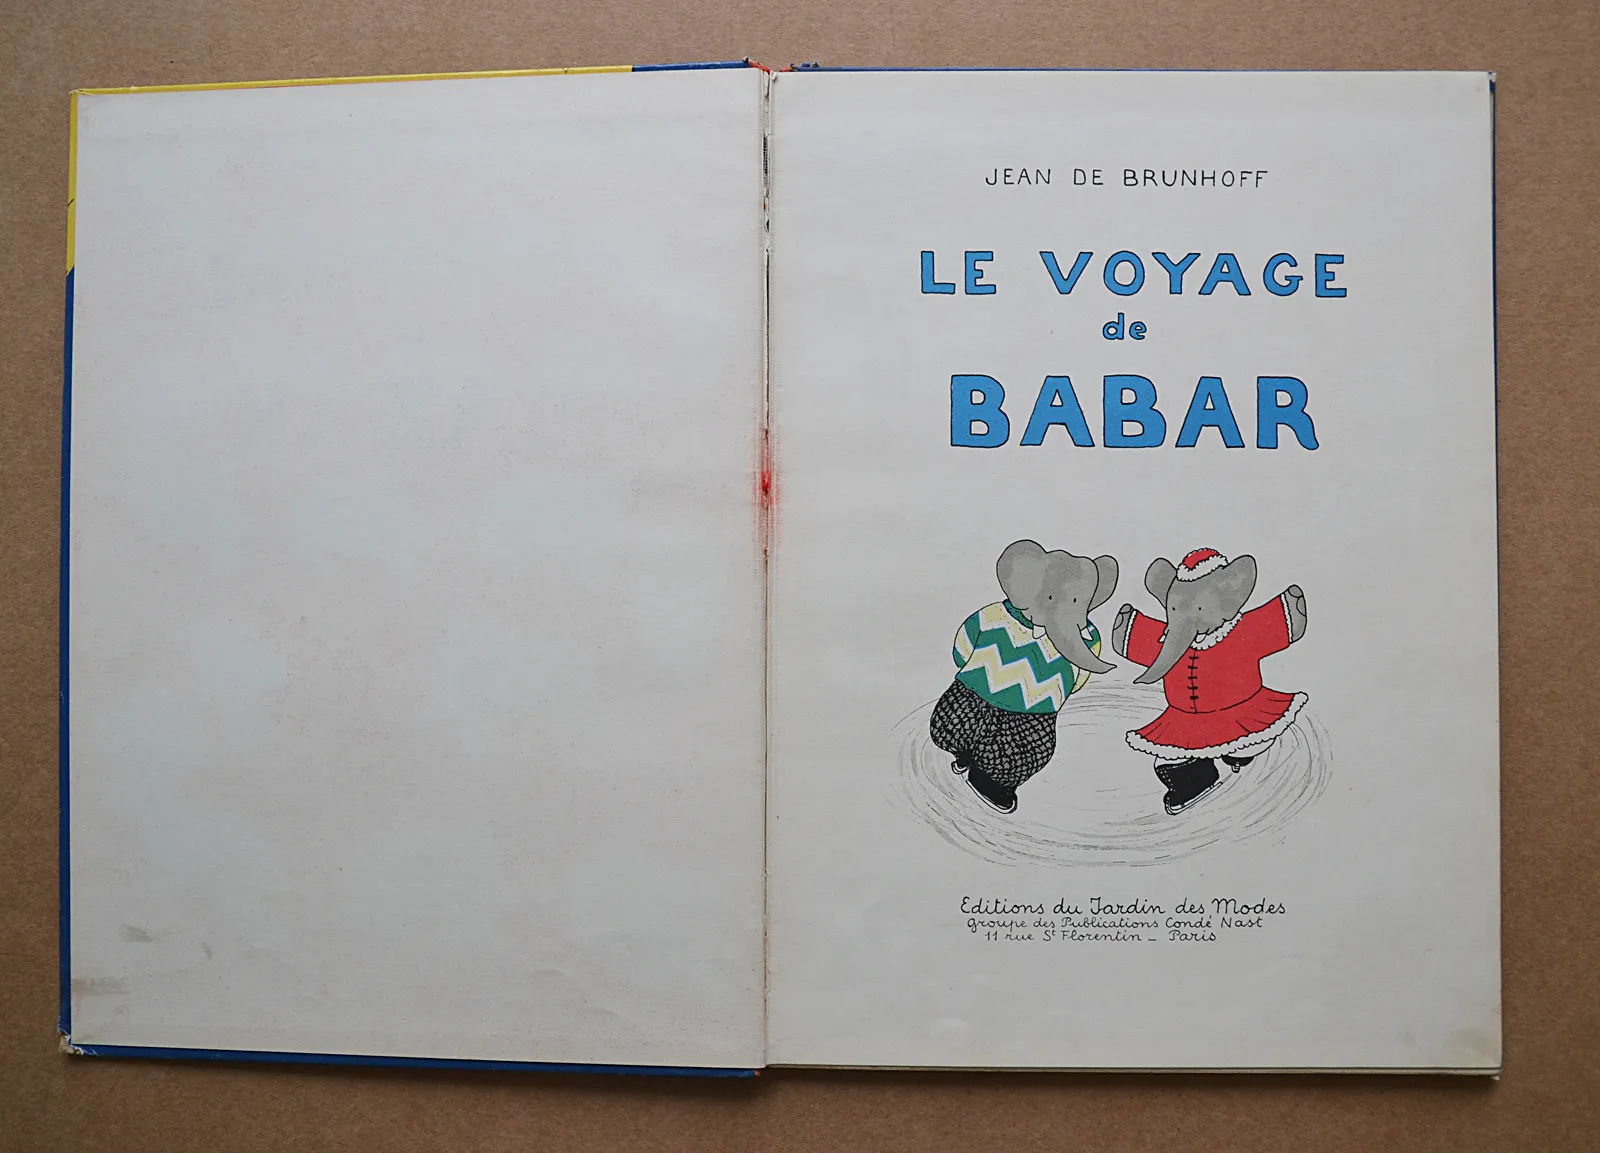 JEAN DE BRUNHOFF
LE VOYAGE
de
BABAR
Editions du Jardin des Modes
Groupe des Publications Condé Nast
11 rue St Florentin _ Paris